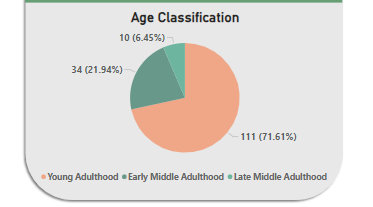 Age Classification
10 (6.45%)
34 (21.94%)
111 (71.61%)
Young Adulthood Early Middle Adulthood Late Middle Adulthood